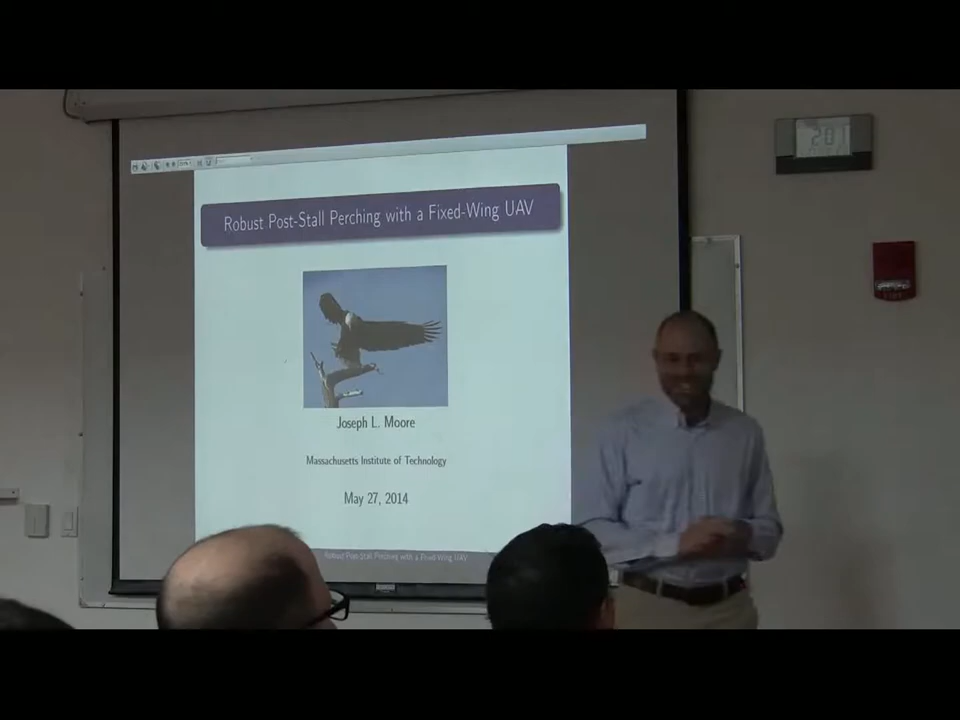 Robust Post-Stall Perching with a Fixed-Wing UAV
Joseph L. Moore
Massachusetts Institute of Technology
May 27, 2014
Robust Post-Stall Perching with a Fixed-Wing UAV